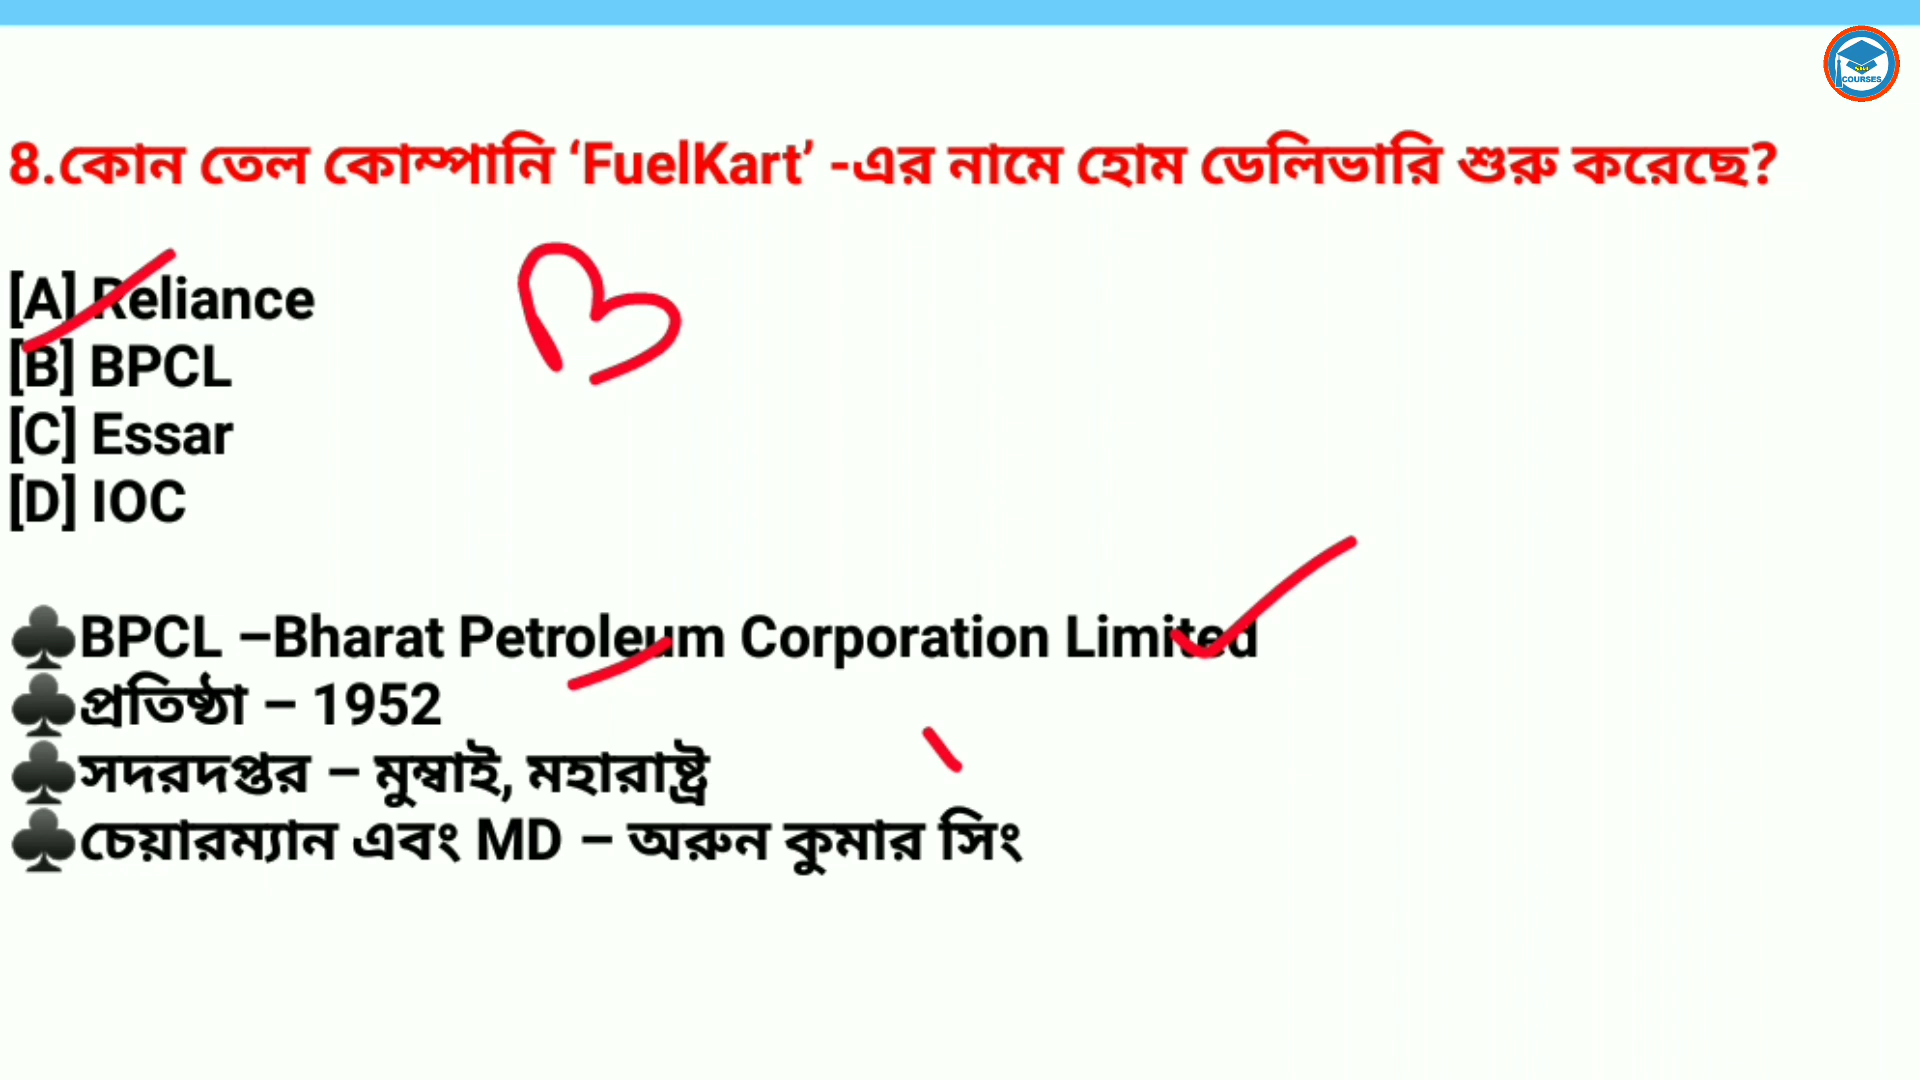 COURSES
8.কোন তেল কোম্পানি ‘FuelKart’ -এর নামে হোম ডেলিভারি শুরু করেছে?
[A] Reliance
[B] BPCL
[C] Essar
[D] IOC
♣BPCL –Bharat Petroleum Corporation Limited
♣প্রতিষ্ঠা – 1952
♣সদরদপ্তর – মুম্বাই, মহারাষ্ট্র
♣চেয়ারম্যান এবং MD – অরুন কুমার সিং